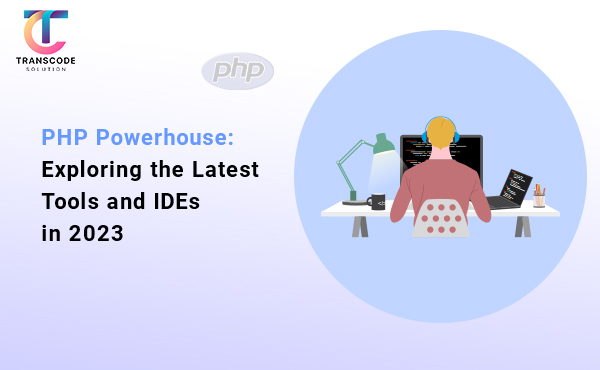 TRANSCODE
SOLUTION
php
PHP Powerhouse:
Exploring the Latest
Tools and IDEs
in 2023